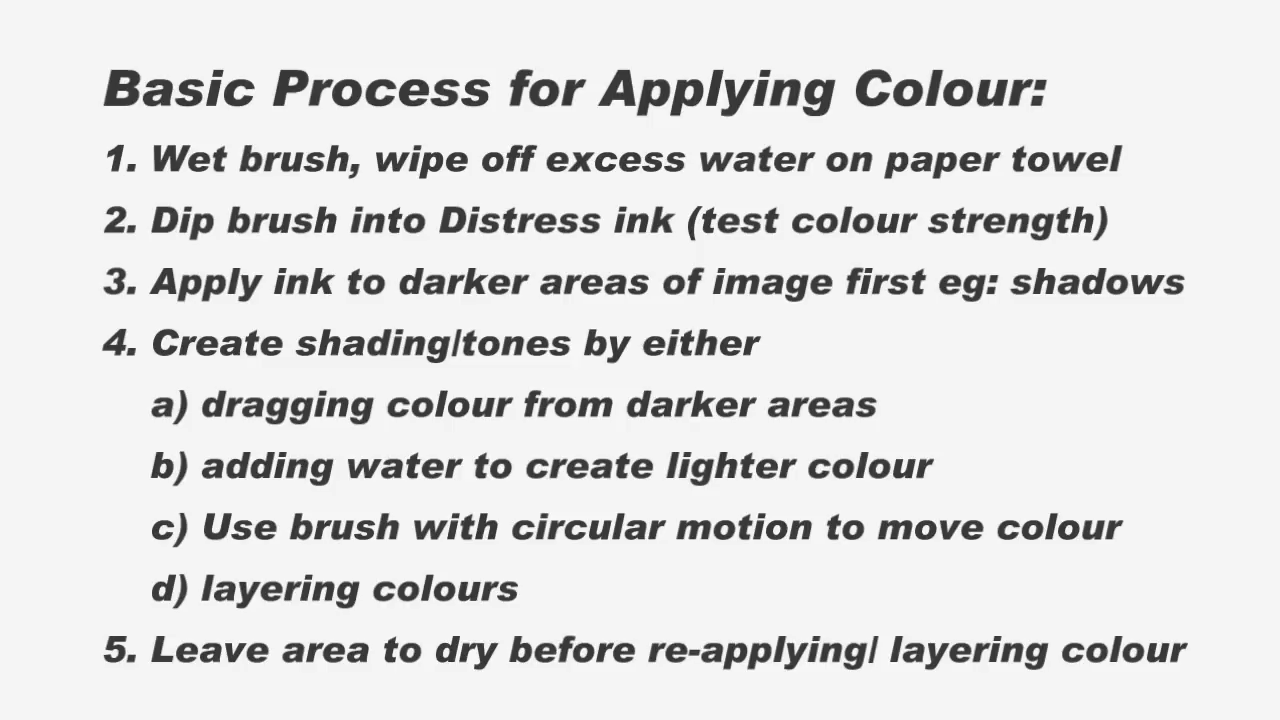 Basic Process for Applying Colour:
1. Wet brush, wipe off excess water on paper towel
2. Dip brush into Distress ink (test colour strength)
3. Apply ink to darker areas of image first eg: shadows
4. Create shading/tones by either
a) dragging colour from darker areas
b) adding water to create lighter colour
c) Use brush with circular motion to move colour
d) layering colours
5. Leave area to dry before re-applying/ layering colour